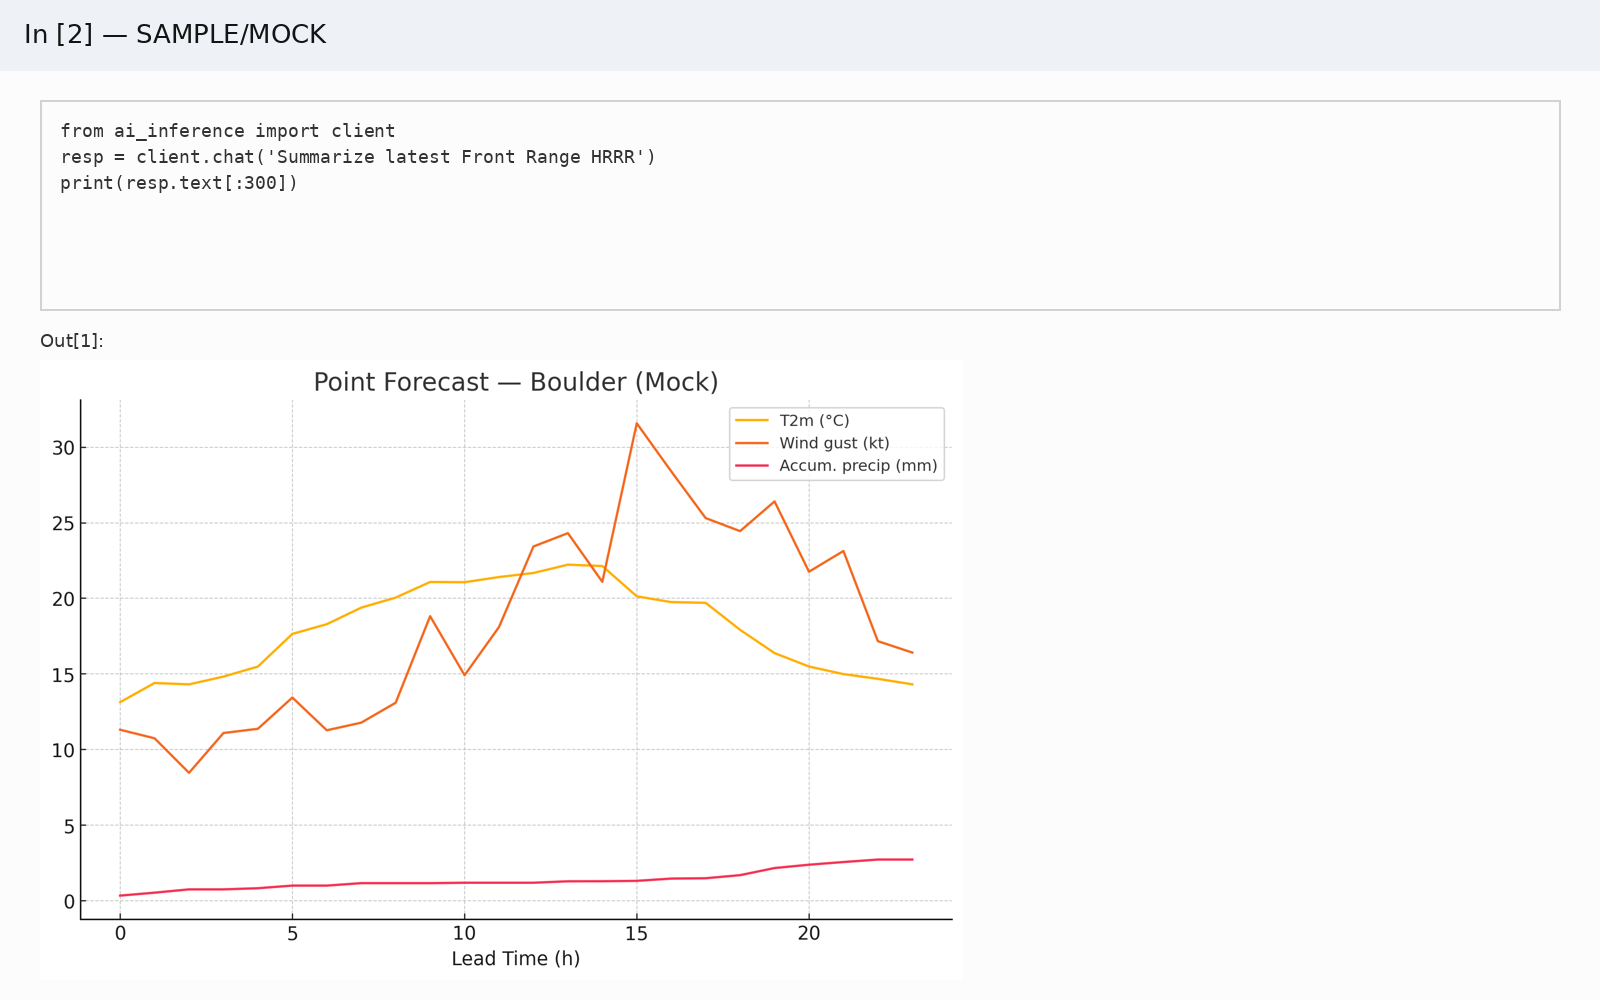 In [2] — SAMPLE/MOCK
from ai_inference import client
resp = client.chat('Summarize latest Front Range HRRR')
print(resp.text[:300])
Out[1]:
Point Forecast — Boulder (Mock)
T2m (°C)
Wind gust (kt)
Accum. precip (mm)
30
25
20
15
10
5
0
0 5 10 15 20
Lead Time (h)